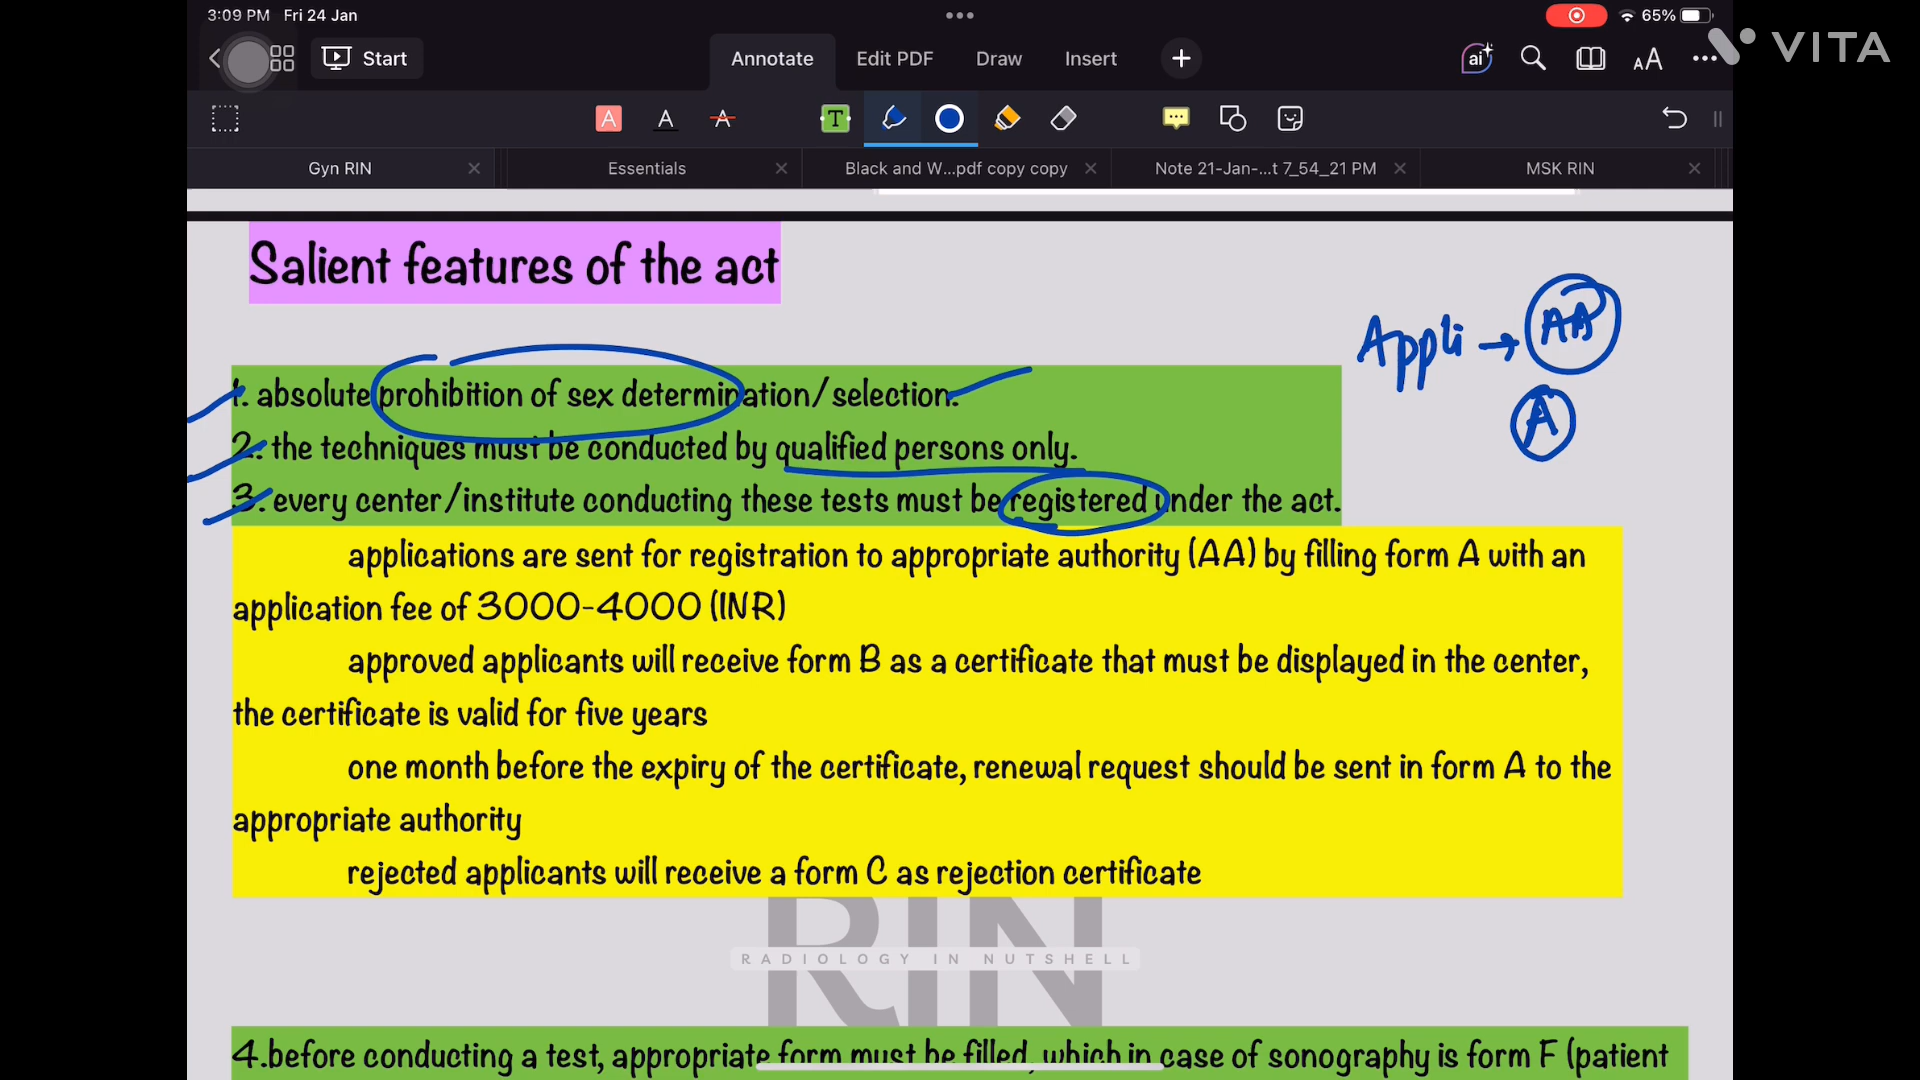 3:09 PM Fri 24 Jan
65%
VITA
Start
Annotate
Edit PDF
Draw
Insert
ai
AA
A
A
A
T
Gyn RIN
Essentials
Black and W...pdf copy copy
Note 21-Jan-...t 7_54_21 PM
MSK RIN
Salient features of the act
Appli → AA
A
1. absolute prohibition of sex determination/selection.
2. the techniques must be conducted by qualified persons only.
3. every center/institute conducting these tests must be registered under the act.
applications are sent for registration to appropriate authority (AA) by filling form A with an
application fee of 3000-4000 (INR)
approved applicants will receive form B as a certificate that must be displayed in the center,
the certificate is valid for five years
one month before the expiry of the certificate, renewal request should be sent in form A to the
appropriate authority
rejected applicants will receive a form C as rejection certificate
RIN
RADIOLOGY IN NUTSHELL
4.before conducting a test, appropriate form must be filled, which in case of sonography is form F (patient